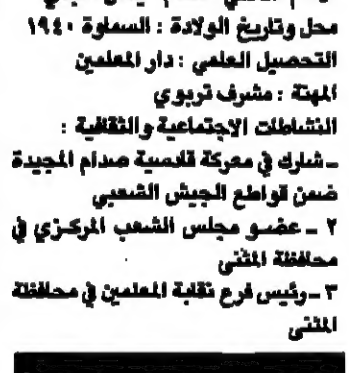 محل وتاريخ الولادة : السماوة ١٩٤٠
التحصيل العلمي : دار المعلمين
المهنة : مشرف تربوي
النشاطات الاجتماعية والثقافية :
ـ شارك في معركة قادسية صدام المجيدة
ضمن قواطع الجيش الشعبي
٢ ـ عضو مجلس الشعب المركزي في
محافظة المثنى
٣ ـ رئيس فرع نقابة المعلمين في محافظة
المثنى